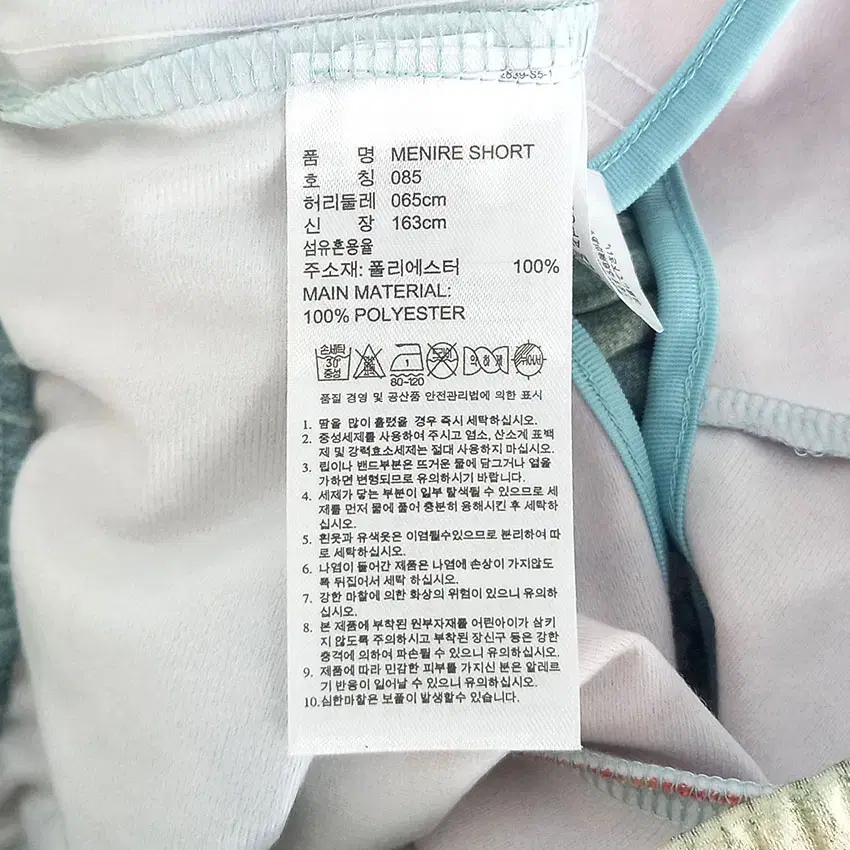 2639-S5-1
품 명 MENIRE SHORT
호 칭 085
허리둘레 065cm
신 장 163cm
섬유혼용율
주소재: 폴리에스터 100%
MAIN MATERIAL:
100% POLYESTER
손세탁
30
중성
1
80-120
드라이
약하게
품질 경영 및 공산품 안전관리법에 의한 표시
1. 땀을 많이 흘렸을 경우 즉시 세탁하십시오.
2. 중성세제를 사용하여 주시고 염소, 산소계 표백
제 및 강력효소세제는 절대 사용하지 마십시오.
3. 립이나 밴드부분은 뜨거운 물에 담그거나 열을
가하면 변형되므로 유의하시기 바랍니다.
4. 세제가 닿는 부분이 일부 탈색될 수 있으므로 세
제를 먼저 물에 풀어 충분히 용해시킨 후 세탁하
십시오.
5. 흰옷과 유색옷은 이염될수있으므로 분리하여 따
로 세탁하십시오.
6. 나염이 들어간 제품은 나염에 손상이 가지않도
록 뒤집어서 세탁 하십시오.
7. 강한 마찰에 의한 화상의 위험이 있으니 유의하
십시오.
8. 본 제품에 부착된 원부자재를 어린아이가 삼키
지 않도록 주의하시고 부착된 장신구 등은 강한
충격에 의하여 파손될 수 있으니 유의하십시오.
9. 제품에 따라 민감한 피부를 가지신 분은 알레르
기 반응이 일어날 수 있으니 유의하십시오.
10.심한마찰은 보풀이 발생할수 있습니다.